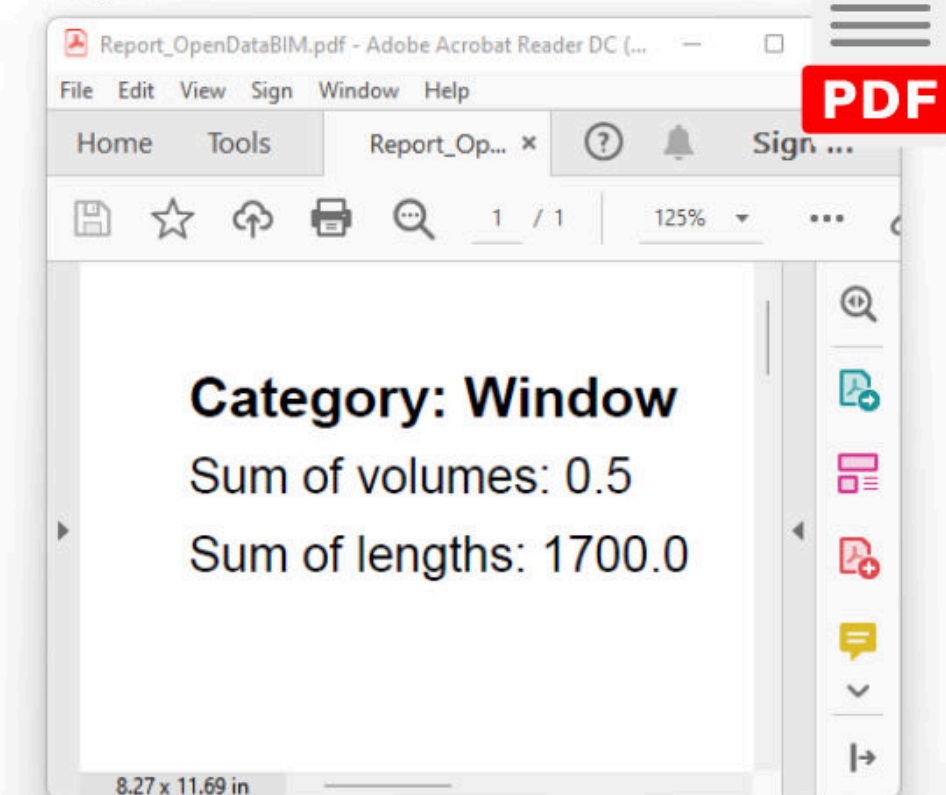 Report_OpenDataBIM.pdf - Adobe Acrobat Reader DC (...
PDF
File Edit View Sign Window Help
Home Tools Report_Op... × ? Sign ...
1 / 1 125%
Category: Window
Sum of volumes: 0.5
Sum of lengths: 1700.0
8.27 x 11.69 in